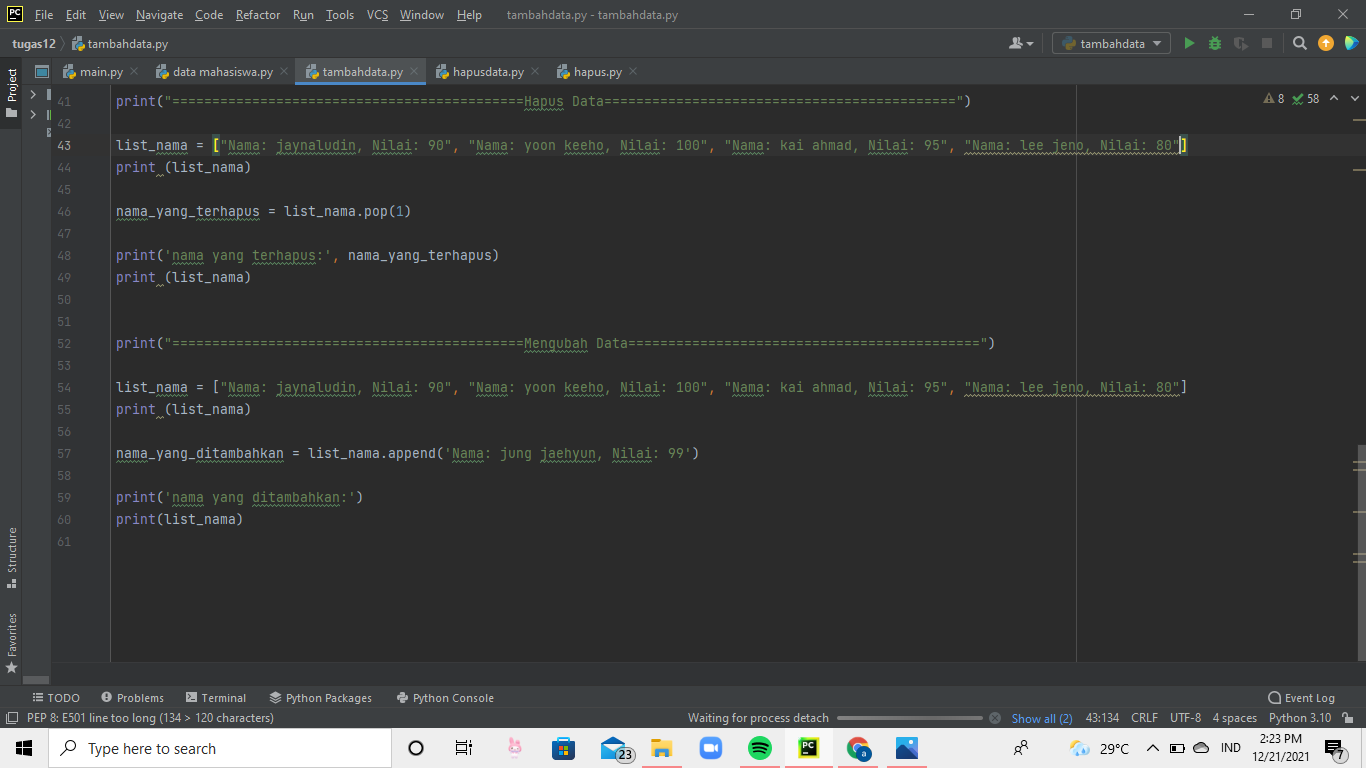 PC File Edit View Navigate Code Refactor Run Tools VCS Window Help tambahdata.py - tambahdata.py
tugas12 tambahdata.py tambahdata
main.py data mahasiswa.py tambahdata.py hapusdata.py hapus.py
Project
8 58
41 print("============================================Hapus Data============================================")
42
43 list_nama = ["Nama: jaynaludin, Nilai: 90", "Nama: yoon keeho, Nilai: 100", "Nama: kai ahmad, Nilai: 95", "Nama: lee jeno, Nilai: 80"]
44 print (list_nama)
45
46 nama_yang_terhapus = list_nama.pop(1)
47
48 print('nama yang terhapus:', nama_yang_terhapus)
49 print (list_nama)
50
51
52 print("============================================Mengubah Data============================================")
53
54 list_nama = ["Nama: jaynaludin, Nilai: 90", "Nama: yoon keeho, Nilai: 100", "Nama: kai ahmad, Nilai: 95", "Nama: lee jeno, Nilai: 80"]
55 print (list_nama)
56
57 nama_yang_ditambahkan = list_nama.append('Nama: jung jaehyun, Nilai: 99')
58
59 print('nama yang ditambahkan:')
60 print(list_nama)
61
Structure
Favorites
TODO Problems Terminal Python Packages Python Console Event Log
PEP 8: E501 line too long (134 > 120 characters) Waiting for process detach Show all (2) 43:134 CRLF UTF-8 4 spaces Python 3.10
Type here to search 23 PC a 29°C IND 2:23 PM
12/21/2021 7